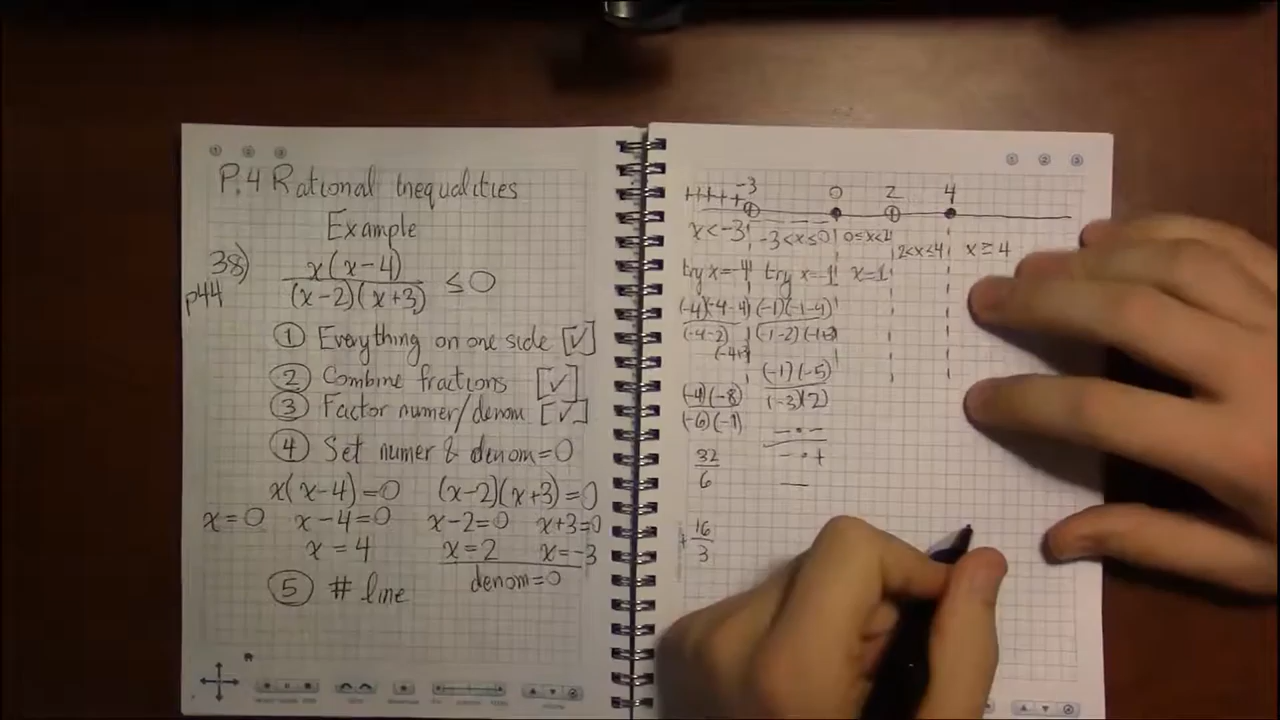 P.4 Rational Inequalities
Example
38) x(x-4) ≤ 0
p44 (x-2)(x+3)
① Everything on one side [✓]
② Combine fractions [✓]
③ Factor numer/denom [✓]
④ Set numer & denom=0
x(x-4)=0 (x-2)(x+3)=0
x=0 x-4=0 x-2=0 x+3=0
x=4 x=2 x=-3
denom=0
⑤ # line
-3 0 2 4
+++++
x<-3 -3<x≤0 0≤x<2 2<x≤4 x≥4
try x=-4 try x=-1 x=1
(-4)(-4-4) (-1)(-1-4)
(-4-2) (-1-2)(-1+3)
(-4+3)
(-1)(-5)
(-3)(2)
(-4)(-8)
(-6)(-1)
-·-
-·+
32
6
—
+16
3